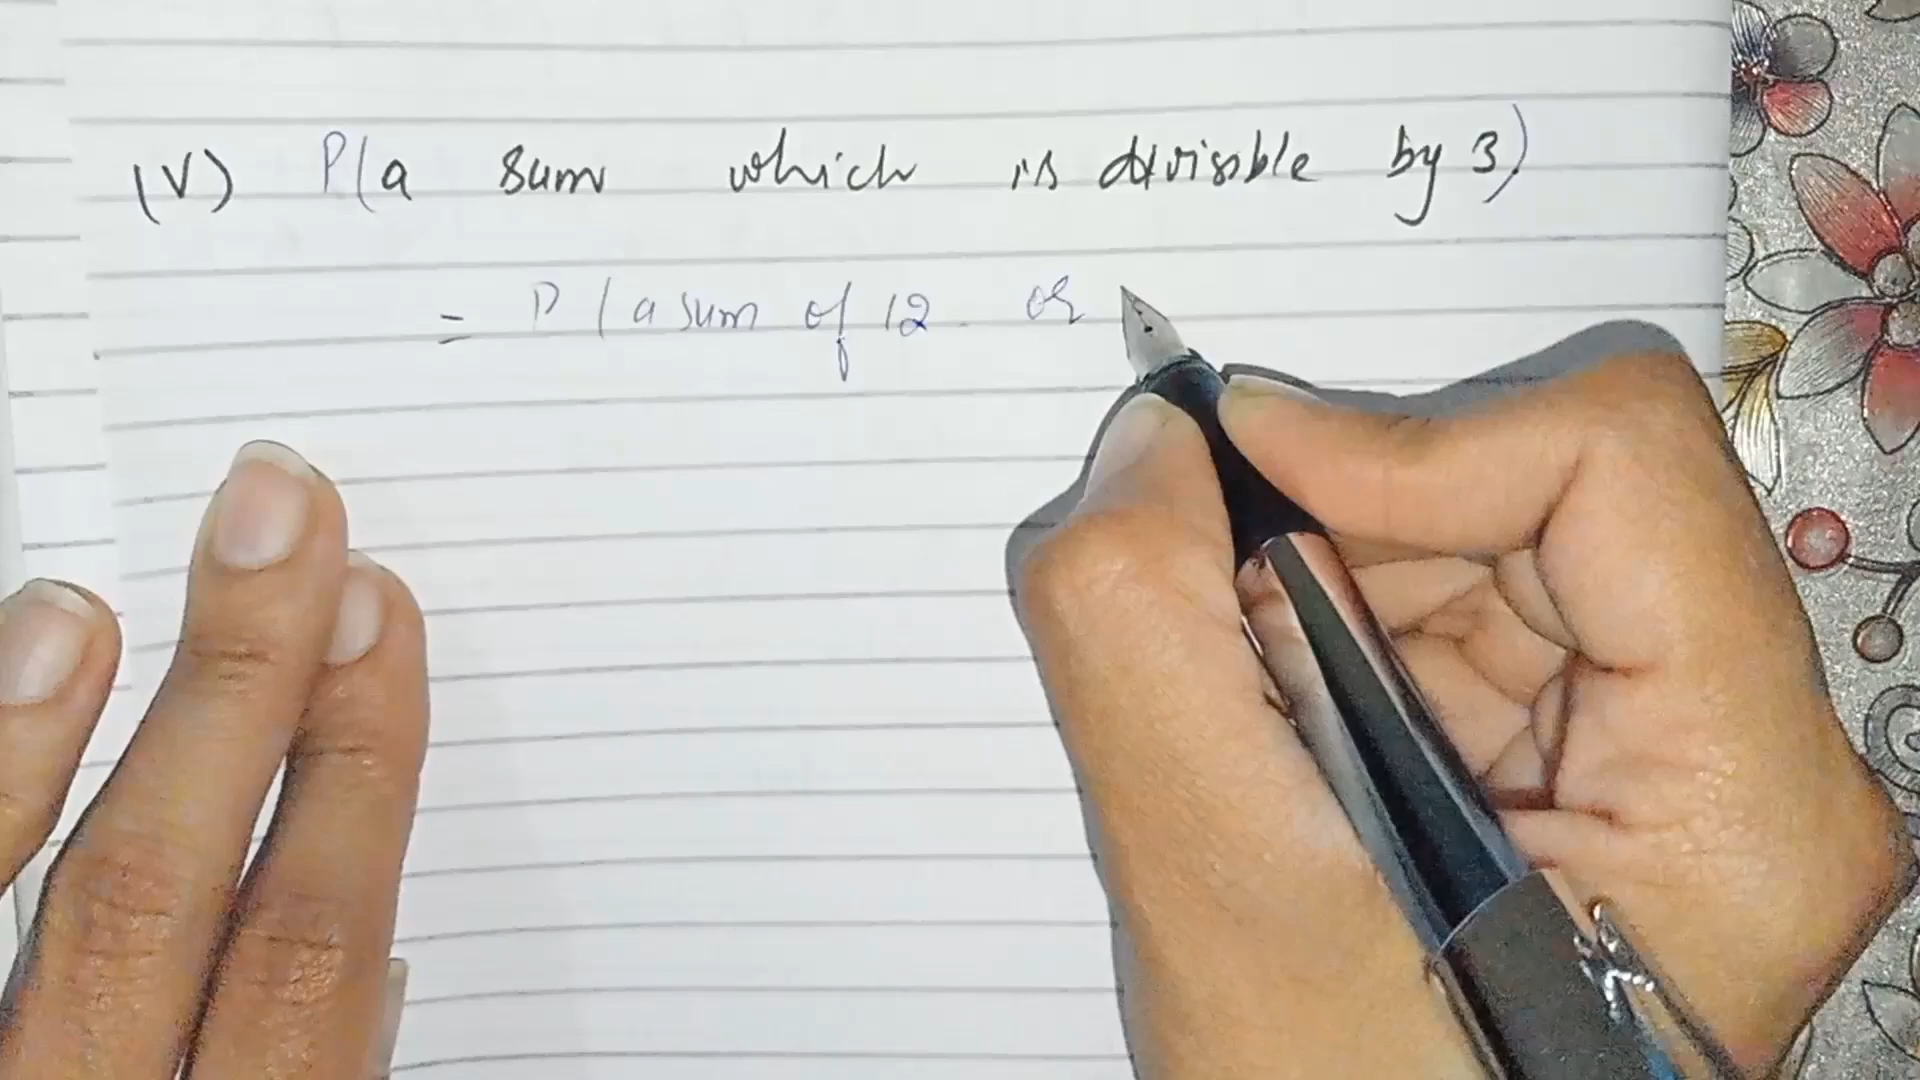 (V) P(a sum which is divisible by 3)
= P(a sum of 12 or